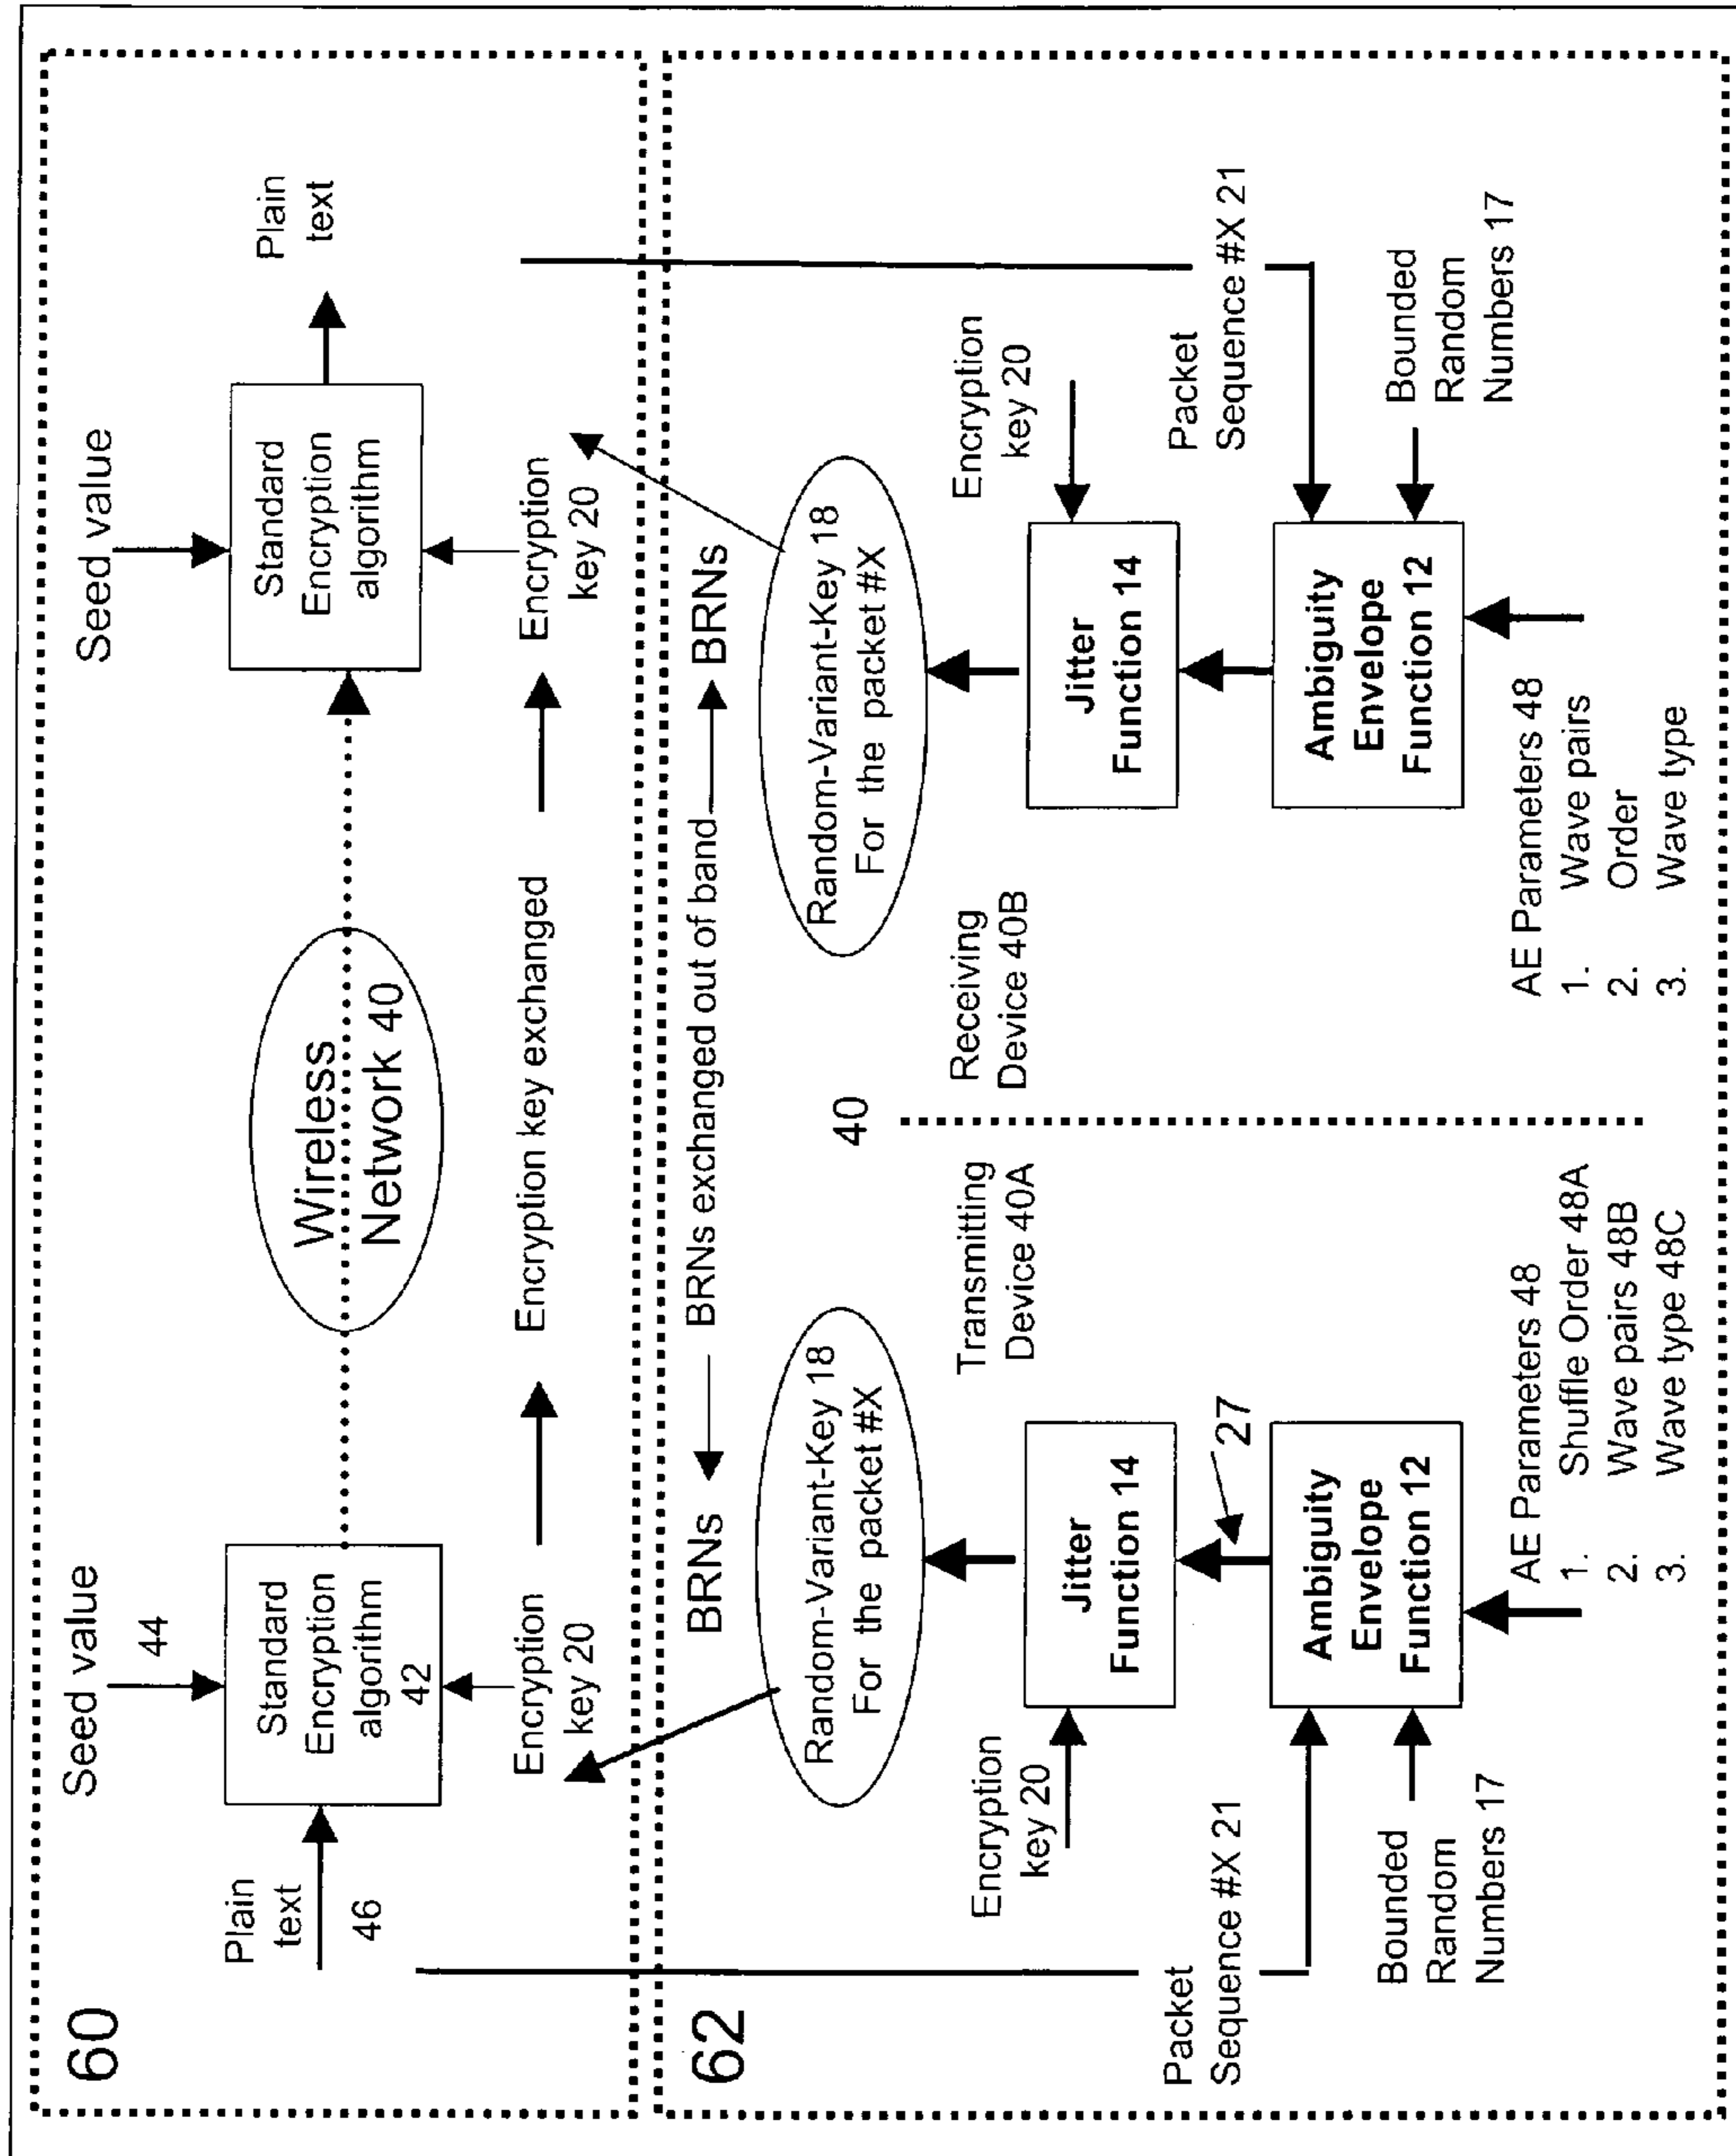 60
Seed value
44
Standard
Encryption
algorithm
42
Plain
text
46
Encryption
key 20
Wireless
Network 40
Encryption key exchanged
Seed value
Standard
Encryption
algorithm
Plain
text
Encryption
key 20
62
BRNs
BRNs exchanged out of band
BRNs
Random-Variant-Key 18
For the packet #X
Transmitting
Device 40A
40
Encryption
key 20
Jitter
Function 14
27
Packet
Sequence #X 21
Bounded
Random
Numbers 17
Ambiguity
Envelope
Function 12
AE Parameters 48
1. Shuffle Order 48A
2. Wave pairs 48B
3. Wave type 48C
Random-Variant-Key 18
For the packet #X
Receiving
Device 40B
Jitter
Function 14
Encryption
key 20
Packet
Sequence #X 21
Ambiguity
Envelope
Function 12
Bounded
Random
Numbers 17
AE Parameters 48
1. Wave pairs
2. Order
3. Wave type